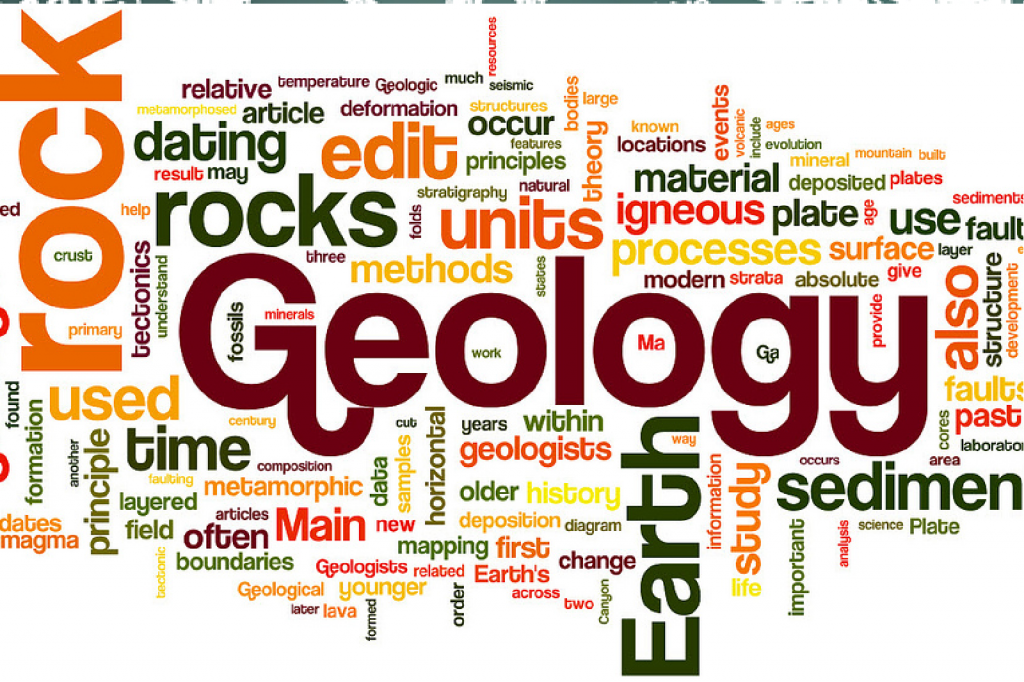 resources
relative
temperature
Geologic
much
seismic
metamorphosed
article
deformation
structures
bodies
large
dating
edit
occur
features
principles
theory
known
locations
events
volcanic
include
ages
evolution
mineral
mountain
built
result
may
rock
crust
primary
help
rocks
folds
stratigraphy
natural
units
material
deposited
plates
igneous
plate
age
use
sediments
fault
ed
tectonics
understand
three
methods
states
processes
surface
layer
modern
strata
absolute
give
also
structure
development
Geology
fossils
minerals
work
Ma
Ga
provide
found
formation
used
century
cut
years
within
faults
past
cores
laborator
another
principle
time
composition
data
samples
horizontal
geologists
way
Earth
occurs
area
sedimen
faulting
metamorphic
layered
older
history
information
study
dates
magma
field
articles
often
Main
new
deposition
diagram
important
analysis
science
Plate
tectonic
boundaries
mapping
first
change
Geologists
related
Earth's
life
Geological
younger
order
across
two
Canyon
later
lava
formed